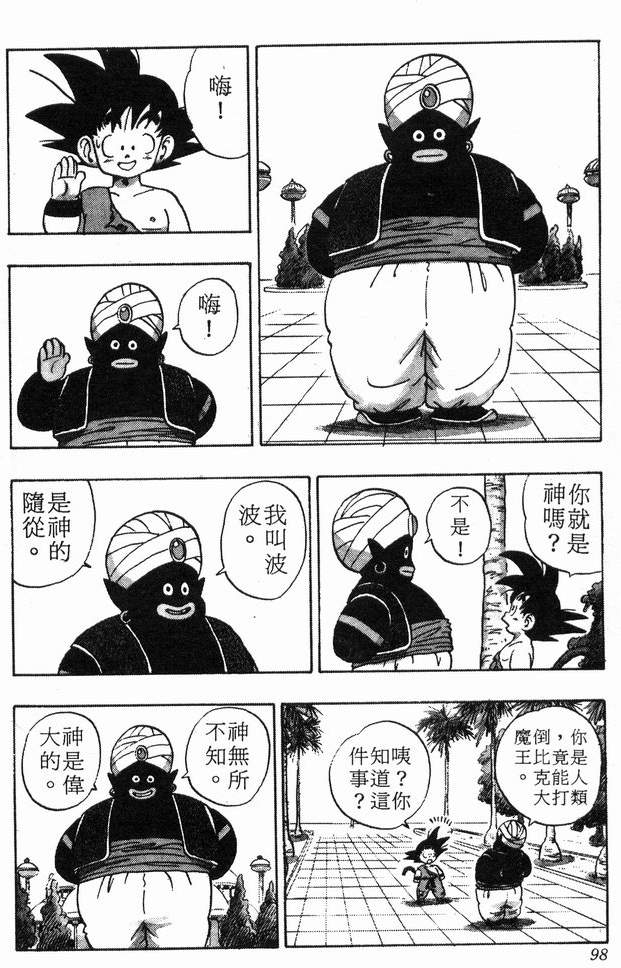 嗨！
嗨！
你就是
神嗎？
不是！
我叫波
波。
是神的
隨從。
你是人類
，竟能打
倒比克大
魔王。
咦？你
知道這
件事？
神無所
不知。
神是偉
大的。
98